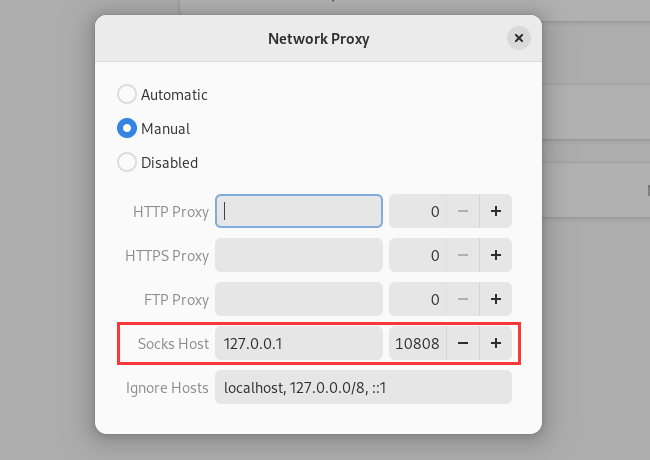 Network Proxy
Automatic
Manual
Disabled
HTTP Proxy 0 − +
HTTPS Proxy 0 − +
FTP Proxy 0 − +
Socks Host 127.0.0.1 10808 − +
Ignore Hosts localhost, 127.0.0.0/8, ::1